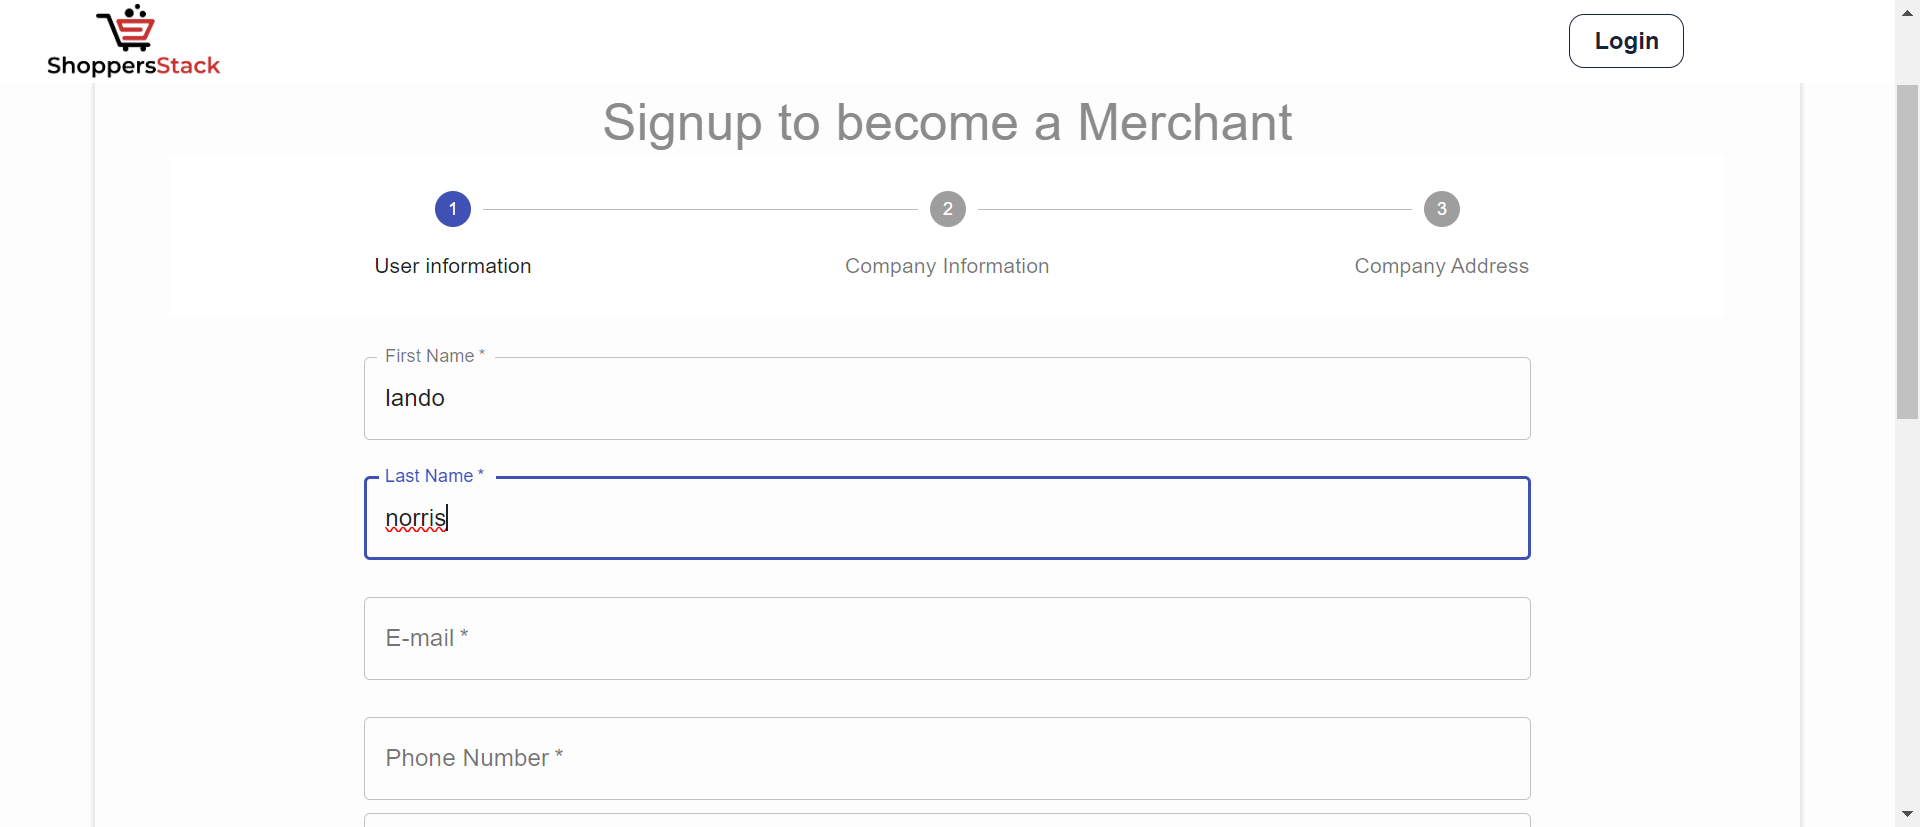 ShoppersStack
Login
Signup to become a Merchant
1
2
3
User information
Company Information
Company Address
First Name *
lando
Last Name *
norris
E-mail *
Phone Number *